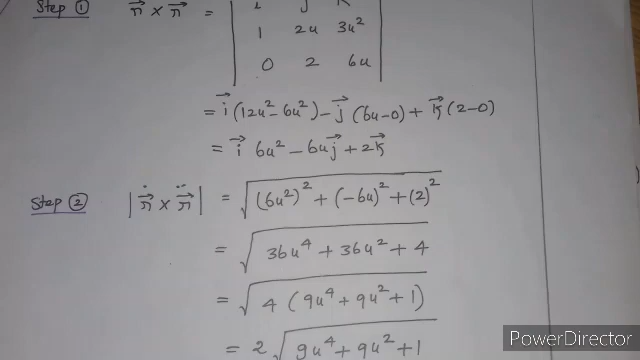 Step ① r⃗ × r⃗ = | i j k |
| 1 2u 3u² |
| 0 2 6u |
= i⃗ (12u² - 6u²) - j⃗ (6u - 0) + k⃗ (2 - 0)
= i⃗ 6u² - 6u j⃗ + 2k⃗
Step ② | ṙ⃗ × r̈⃗ | = √(6u²)² + (-6u)² + (2)²
= √36u⁴ + 36u² + 4
= √4 (9u⁴ + 9u² + 1)
= 2 √9u⁴ + 9u² + 1
PowerDirector